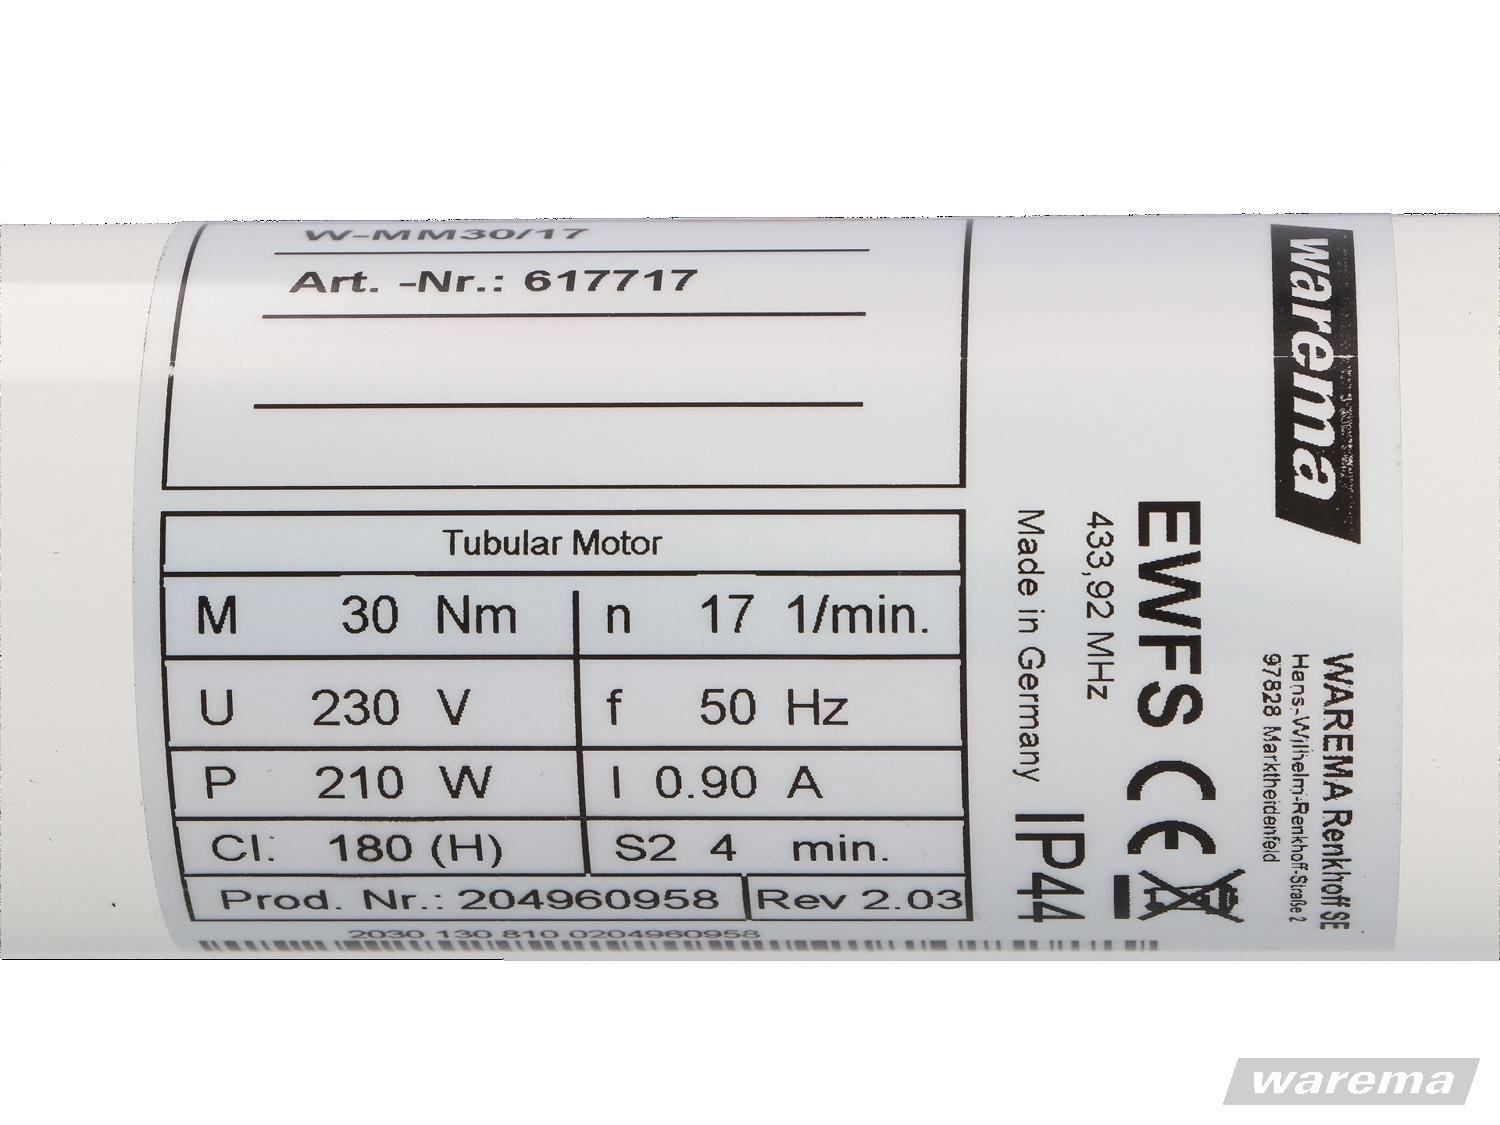 W-MM30/17
Art. -Nr.: 617717
Tubular Motor
M 30 Nm n 17 1/min.
U 230 V f 50 Hz
P 210 W I 0.90 A
Cl: 180 (H) S2 4 min.
Prod. Nr.: 204960958 Rev 2.03
2030 130 810 0204960958
warema
WAREMA Renkhoff SE
Hans-Wilhelm-Renkhoff-Straße 2
97828 Marktheidenfeld
EWFS CE
433,92 MHz
Made in Germany IP44
warema